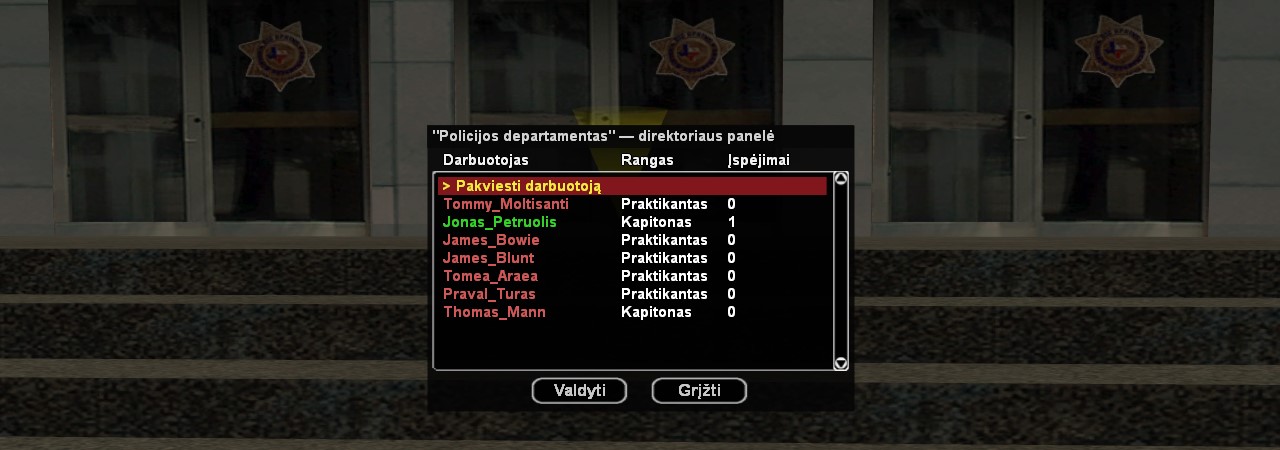 "Policijos departamentas" — direktoriaus panelė
Darbuotojas Rangas Įspėjimai
> Pakviesti darbuotoją
Tommy_Moltisanti Praktikantas 0
Jonas_Petruolis Kapitonas 1
James_Bowie Praktikantas 0
James_Blunt Praktikantas 0
Tomea_Araea Praktikantas 0
Praval_Turas Praktikantas 0
Thomas_Mann Kapitonas 0
Valdyti Grįžti